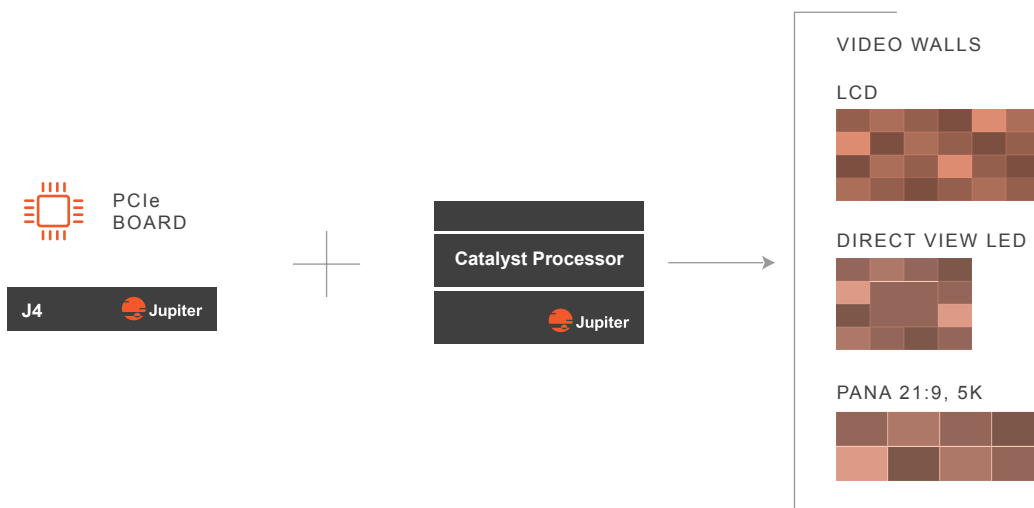 PCIe
BOARD
J4
Jupiter
Catalyst Processor
Jupiter
VIDEO WALLS
LCD
DIRECT VIEW LED
PANA 21:9, 5K